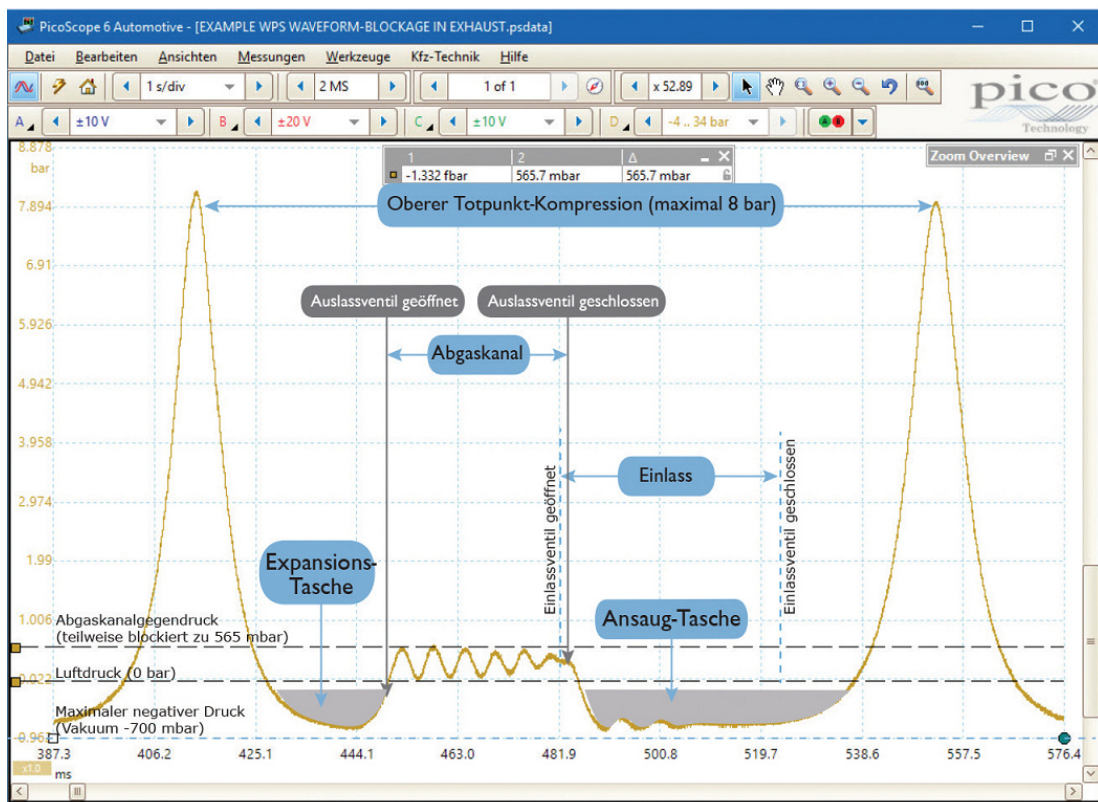 PicoScope 6 Automotive - [EXAMPLE WPS WAVEFORM-BLOCKAGE IN EXHAUST.psdata]
Datei Bearbeiten Ansichten Messungen Werkzeuge Kfz-Technik Hilfe
1 s/div 2 MS 1 of 1 x 52.89
pico
Technology
A ±10 V B ±20 V C ±10 V D -4 .. 34 bar
8.878
bar
1 2 Δ
-1.332 fbar 565.7 mbar 565.7 mbar
Zoom Overview
Oberer Totpunkt-Kompression (maximal 8 bar)
7.894
6.91
Auslassventil geöffnet
Auslassventil geschlossen
5.926
Abgaskanal
4.942
3.958
Einlassventil geöffnet
Einlass
Einlassventil geschlossen
2.974
1.99
Expansions-
Tasche
Ansaug-Tasche
1.006
Abgaskanalgegendruck
(teilweise blockiert zu 565 mbar)
Luftdruck (0 bar)
0.022
Maximaler negativer Druck
(Vakuum -700 mbar)
-0.962
387.3 406.2 425.1 444.1 463.0 481.9 500.8 519.7 538.6 557.5 576.4
x1.0
ms